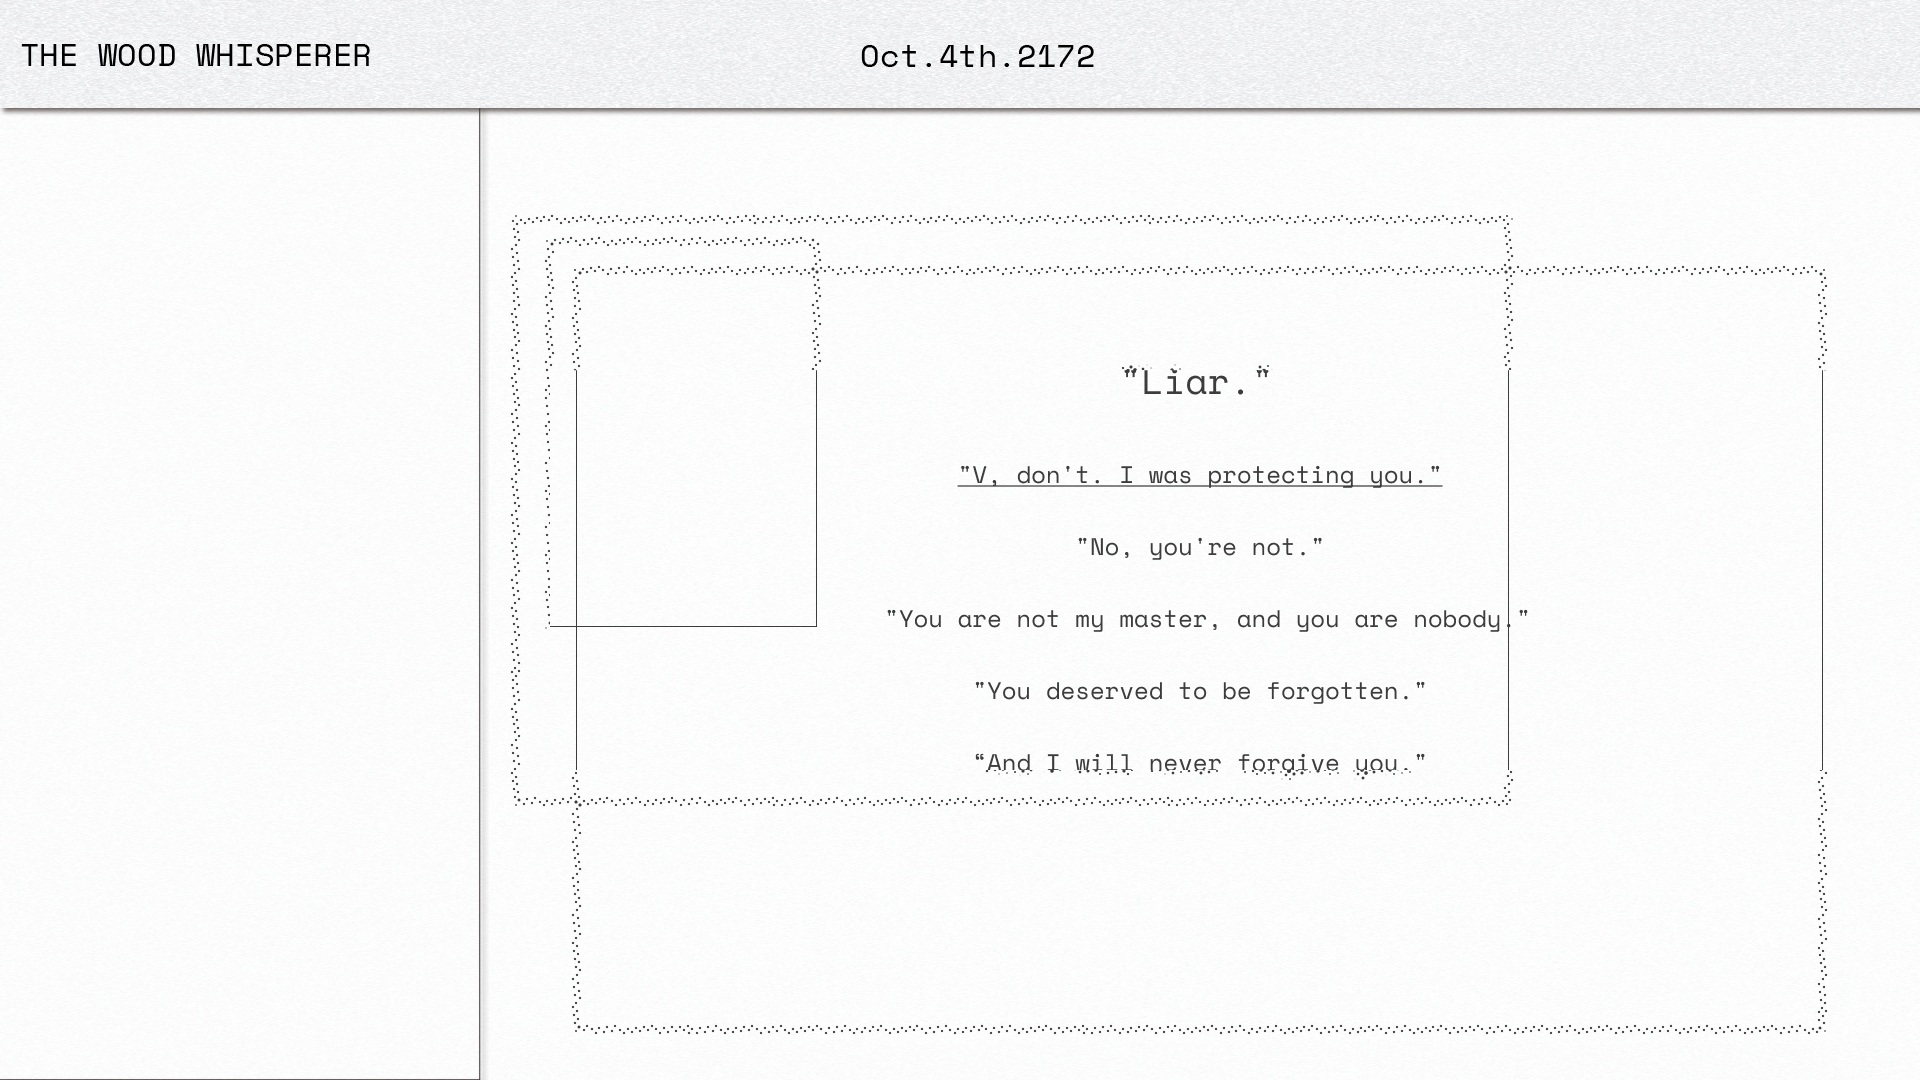 THE WOOD WHISPERER
Oct.4th.2172
"Liar."
"V, don't. I was protecting you."
"No, you're not."
"You are not my master, and you are nobody."
"You deserved to be forgotten."
“And I will never forgive you."